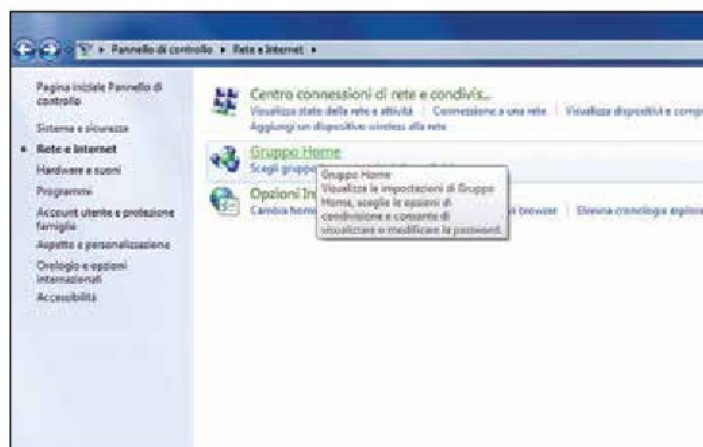 Pannello di controllo ▸ Rete e Internet ▸
Pagina iniziale Pannello di
controllo
Sistema e sicurezza
Rete e Internet
Hardware e suoni
Programmi
Account utente e protezione
famiglia
Aspetto e personalizzazione
Orologio e opzioni
internazionali
Accessibilità
Centro connessioni di rete e condivis...
Visualizza stato della rete e attività | Connessione a una rete | Visualizza dispositivi e comp
Aggiungi un dispositivo wireless alla rete
Gruppo Home
Scegli gruppo
Gruppo Home
Visualizza le impostazioni di Gruppo
Home, sceglie le opzioni di
condivisione e consente di
visualizzare o modificare la password.
Opzioni In
Cambia home
browser | Elimina cronologia esplora